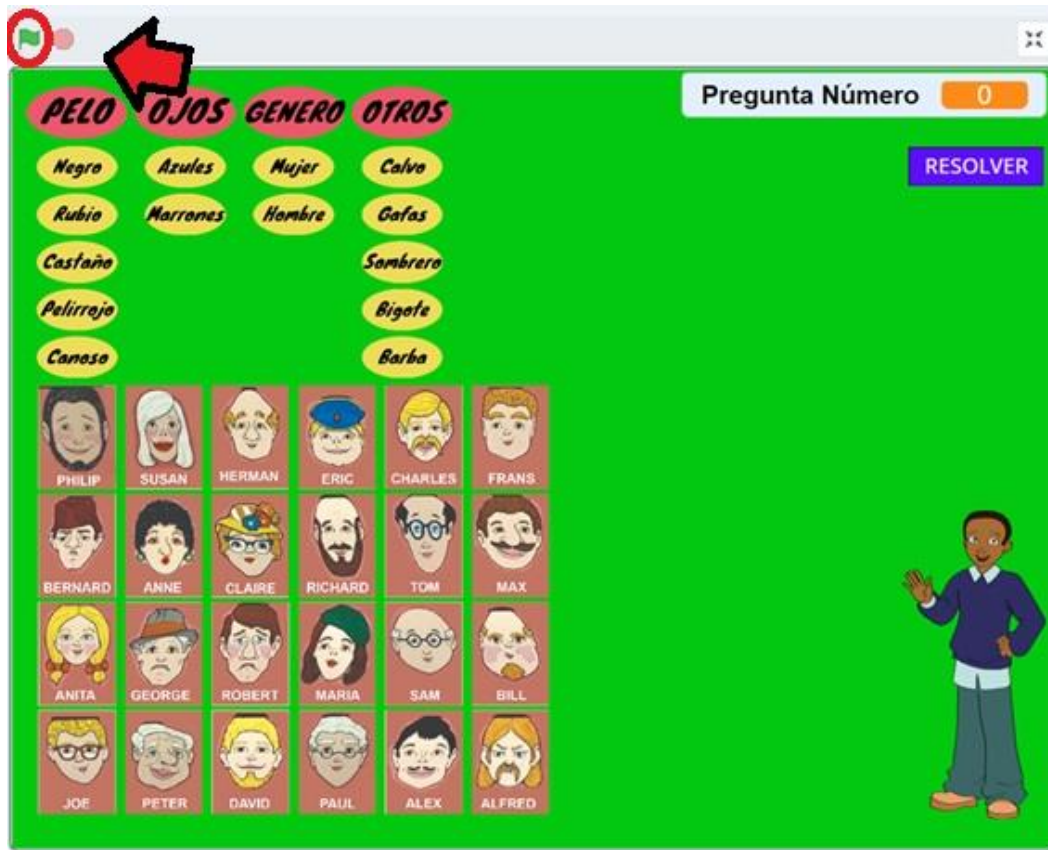 PELO OJOS GENERO OTROS
Pregunta Número 0
Negro Azules Mujer Calvo
RESOLVER
Rubio Marrones Hombre Gafas
Castaño Sombrero
Pelirrojo Bigote
Canoso Barba
PHILIP SUSAN HERMAN ERIC CHARLES FRANS
BERNARD ANNE CLAIRE RICHARD TOM MAX
ANITA GEORGE ROBERT MARIA SAM BILL
JOE PETER DAVID PAUL ALEX ALFRED